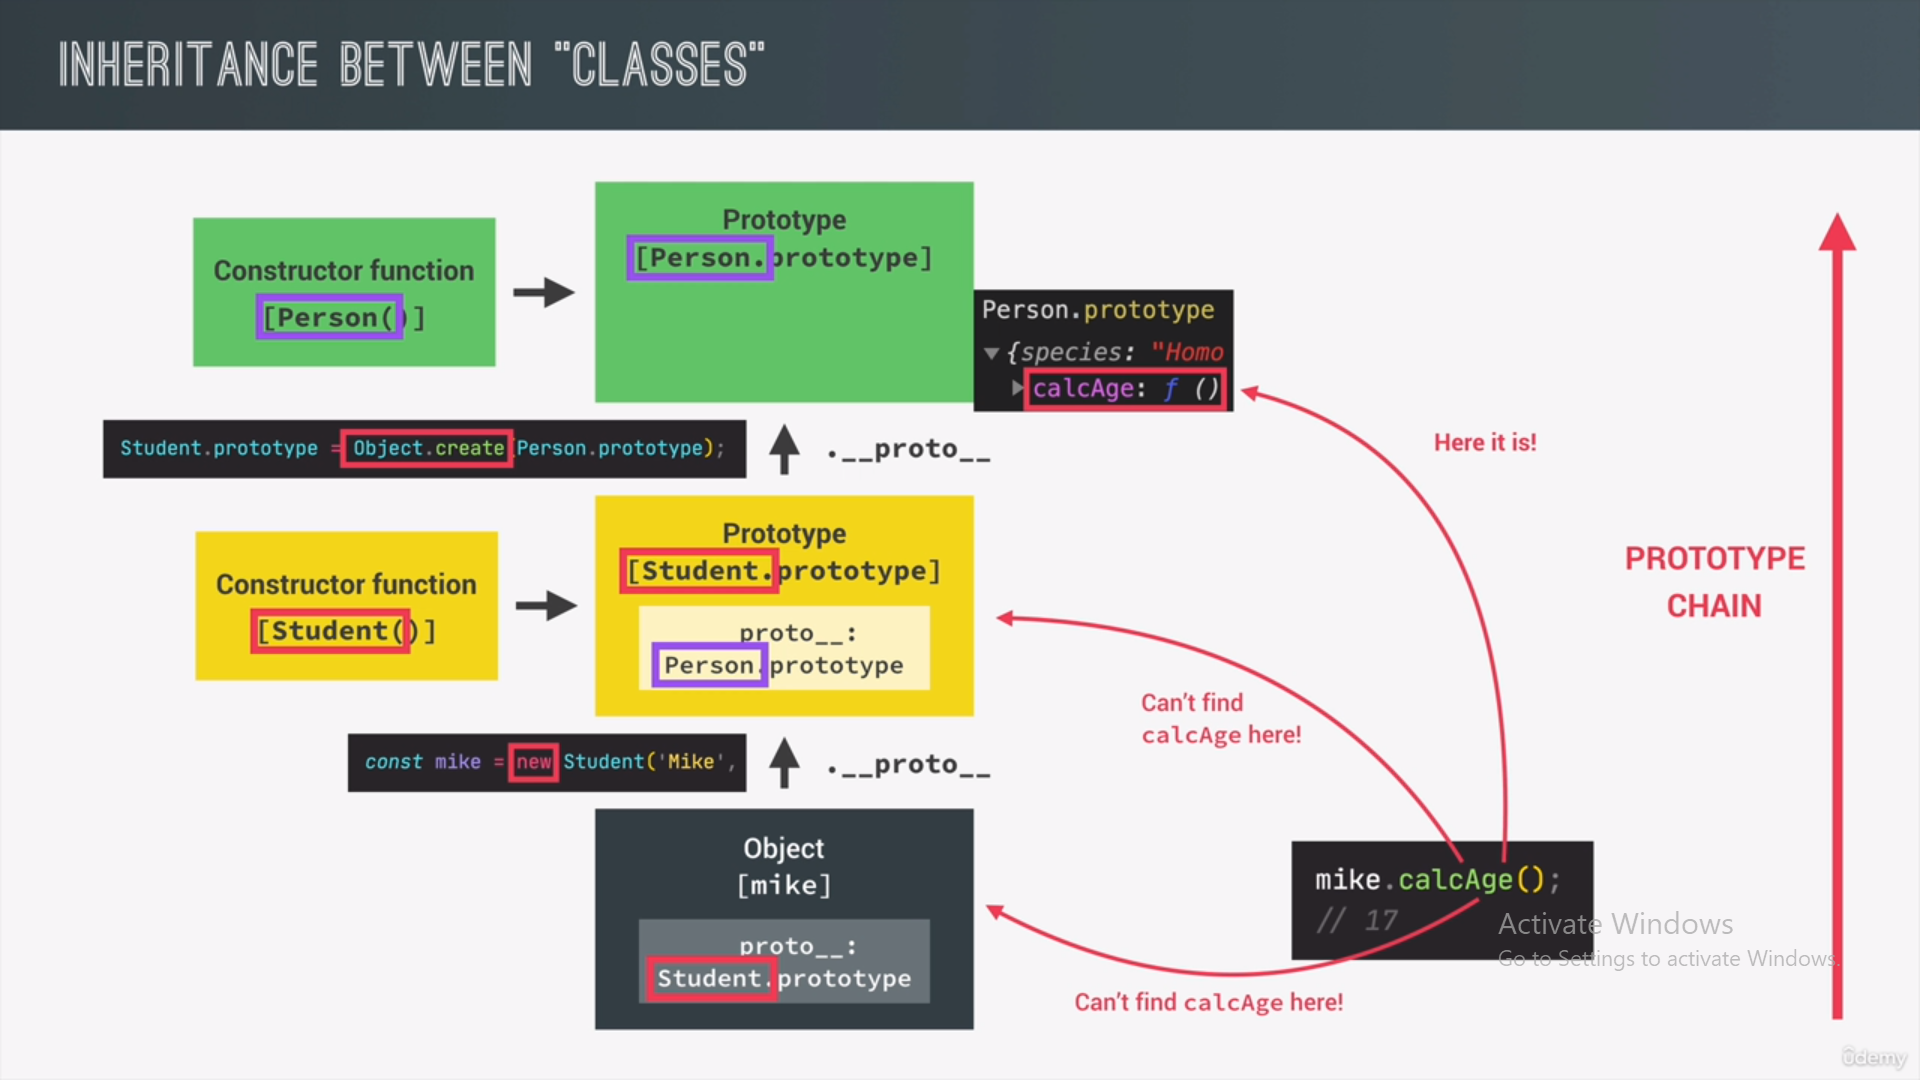 INHERITANCE BETWEEN "CLASSES"
Prototype
[Person.prototype]
Constructor function
[Person()]
Person.prototype
{species: "Homo
calcAge: ƒ ()
Here it is!
Student.prototype = Object.create(Person.prototype);
.__proto__
Prototype
[Student.prototype]
Constructor function
[Student()]
proto__:
Person.prototype
PROTOTYPE
CHAIN
Can't find
calcAge here!
const mike = new Student('Mike',
.__proto__
Object
[mike]
proto__:
Student.prototype
mike.calcAge();
// 17
Can't find calcAge here!
Activate Windows
Go to Settings to activate Windows.
ûdemy